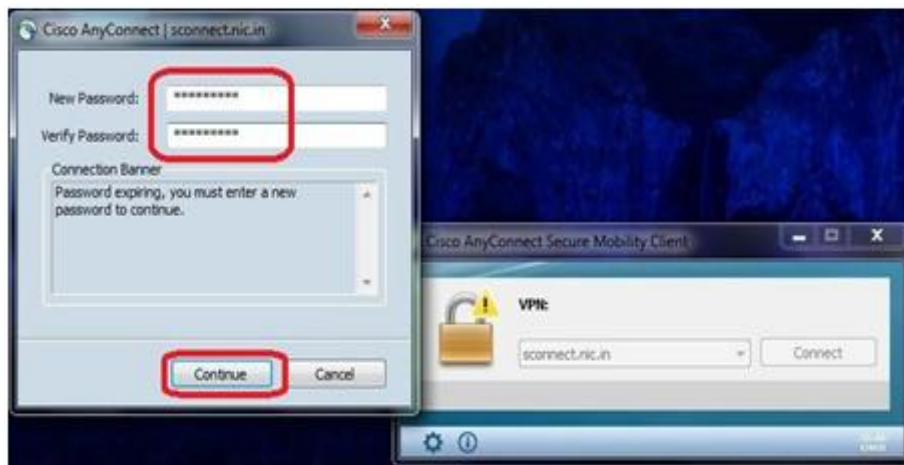 Cisco AnyConnect | sconnect.nic.in
New Password: *********
Verify Password: *********
Connection Banner
Password expiring, you must enter a new
password to continue.
Continue
Cancel
Cisco AnyConnect Secure Mobility Client
VPN:
sconnect.nic.in
Connect